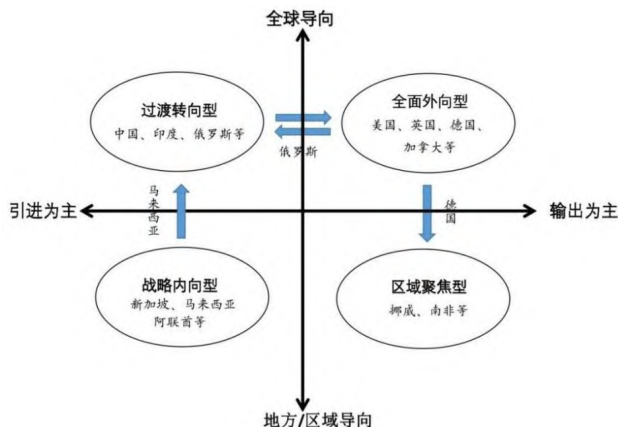 全球导向
过渡转向型
中国、印度、俄罗斯等
全面外向型
美国、英国、德国、
加拿大等
俄罗斯
引进为主
马来西亚
德国
输出为主
战略内向型
新加坡、马来西亚
阿联酋等
区域聚焦型
挪威、南非等
地方/区域导向